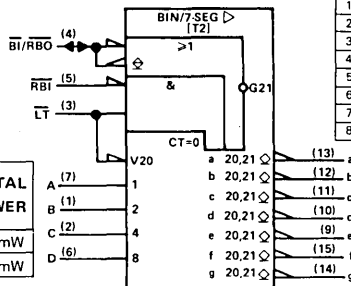 BIN/7-SEG ▷
[T2]
BI/RBO (4)
≥1
RBI (5)
&
G21
LT (3)
CT=0
V20
A (7) 1
B (1) 2
C (2) 4
D (6) 8
a 20,21 (13) a
b 20,21 (12) b
c 20,21 (11) c
d 20,21 (10) d
e 20,21 (9) e
f 20,21 (15)
g 20,21 (14) g
TAL
WER
mW
mW
1
2
3
4
5
6
7
8